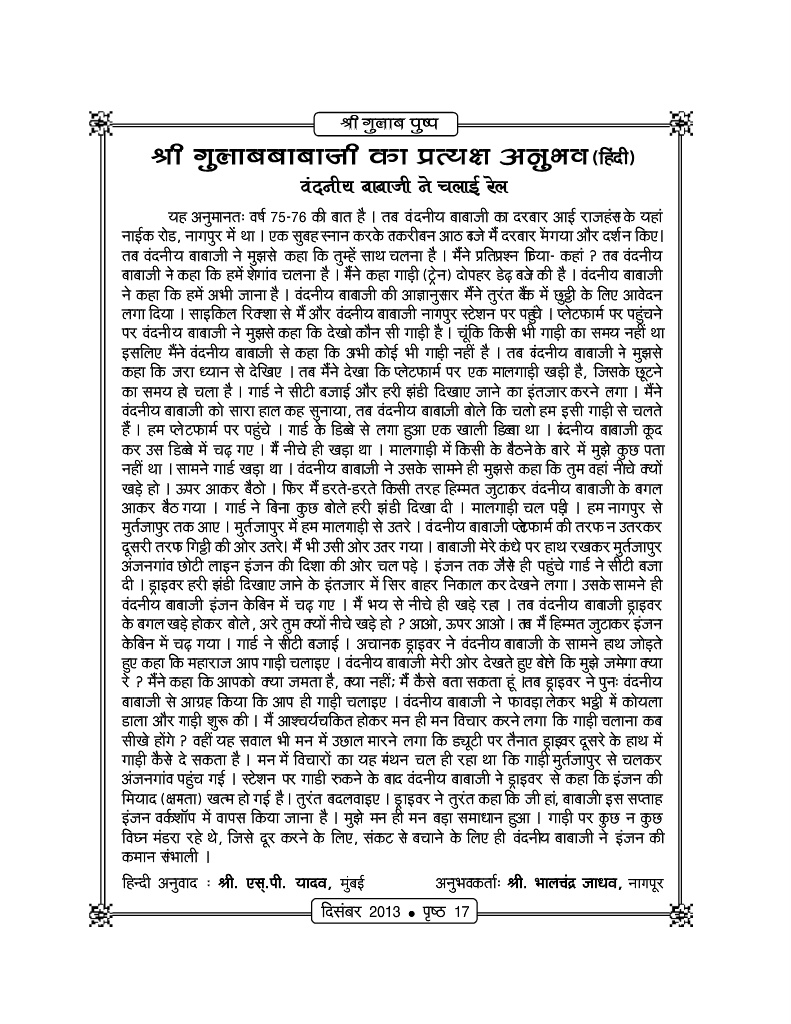 श्री गुलाब पुष्प
श्री गुलाबबाबाजी का प्रत्यक्ष अनुभव (हिंदी)
वंदनीय बाबाजी ने चलाई रेल
यह अनुमानतः वर्ष 75-76 की बात है । तब वंदनीय बाबाजी का दरबार आई राजहंस के यहां
नाईक रोड, नागपुर में था । एक सुबह स्नान करके तकरीबन आठ बजे मैं दरबार में गया और दर्शन किए।
तब वंदनीय बाबाजी ने मुझसे कहा कि तुम्हें साथ चलना है । मैंने प्रतिप्रश्न किया- कहां ? तब वंदनीय
बाबाजी ने कहा कि हमें शेगांव चलना है । मैंने कहा गाड़ी (ट्रेन) दोपहर डेढ़ बजे की है । वंदनीय बाबाजी
ने कहा कि हमें अभी जाना है । वंदनीय बाबाजी की आज्ञानुसार मैंने तुरंत बैंक में छुट्टी के लिए आवेदन
लगा दिया । साइकिल रिक्शा से मैं और वंदनीय बाबाजी नागपुर स्टेशन पर पहुंचे । प्लेटफार्म पर पहुंचने
पर वंदनीय बाबाजी ने मुझसे कहा कि देखो कौन सी गाड़ी है । चूंकि किसी भी गाड़ी का समय नहीं था
इसलिए मैंने वंदनीय बाबाजी से कहा कि अभी कोई भी गाड़ी नहीं है । तब वंदनीय बाबाजी ने मुझसे
कहा कि जरा ध्यान से देखिए । तब मैंने देखा कि प्लेटफार्म पर एक मालगाड़ी खड़ी है, जिसके छूटने
का समय हो चला है । गार्ड ने सीटी बजाई और हरी झंडी दिखाए जाने का इंतजार करने लगा । मैंने
वंदनीय बाबाजी को सारा हाल कह सुनाया, तब वंदनीय बाबाजी बोले कि चलो हम इसी गाड़ी से चलते
हैं । हम प्लेटफार्म पर पहुंचे । गार्ड के डिब्बे से लगा हुआ एक खाली डिब्बा था । वंदनीय बाबाजी कूद
कर उस डिब्बे में चढ़ गए । मैं नीचे ही खड़ा था । मालगाड़ी में किसी के बैठने के बारे में मुझे कुछ पता
नहीं था । सामने गार्ड खड़ा था । वंदनीय बाबाजी ने उसके सामने ही मुझसे कहा कि तुम वहां नीचे क्यों
खड़े हो । ऊपर आकर बैठो । फिर मैं डरते-डरते किसी तरह हिम्मत जुटाकर वंदनीय बाबाजी के बगल
आकर बैठ गया । गार्ड ने बिना कुछ बोले हरी झंडी दिखा दी । मालगाड़ी चल पड़ी । हम नागपुर से
मुर्तजापुर तक आए । मुर्तजापुर में हम मालगाड़ी से उतरे । वंदनीय बाबाजी प्लेटफार्म की तरफ न उतरकर
दूसरी तरफ गिट्टी की ओर उतरे। मैं भी उसी ओर उतर गया । बाबाजी मेरे कंधे पर हाथ रखकर मुर्तजापुर
अंजनगांव छोटी लाइन इंजन की दिशा की ओर चल पड़े । इंजन तक जैसे ही पहुंचे गार्ड ने सीटी बजा
दी । ड्राइवर हरी झंडी दिखाए जाने के इंतजार में सिर बाहर निकाल कर देखने लगा । उसके सामने ही
वंदनीय बाबाजी इंजन केबिन में चढ़ गए । मैं भय से नीचे ही खड़े रहा । तब वंदनीय बाबाजी ड्राइवर
के बगल खड़े होकर बोले, अरे तुम क्यों नीचे खड़े हो ? आओ, ऊपर आओ । तब मैं हिम्मत जुटाकर इंजन
केबिन में चढ़ गया । गार्ड ने सीटी बजाई । अचानक ड्राइवर ने वंदनीय बाबाजी के सामने हाथ जोड़ते
हुए कहा कि महाराज आप गाड़ी चलाइए । वंदनीय बाबाजी मेरी ओर देखते हुए बोले कि मुझे जमेगा क्या
रे ? मैंने कहा कि आपको क्या जमता है, क्या नहीं; मैं कैसे बता सकता हूं ।तब ड्राइवर ने पुनः वंदनीय
बाबाजी से आग्रह किया कि आप ही गाड़ी चलाइए । वंदनीय बाबाजी ने फावड़ा लेकर भट्टी में कोयला
डाला और गाड़ी शुरू की । मैं आश्चर्यचकित होकर मन ही मन विचार करने लगा कि गाड़ी चलाना कब
सीखे होंगे ? वहीं यह सवाल भी मन में उछाल मारने लगा कि ड्यूटी पर तैनात ड्राइवर दूसरे के हाथ में
गाड़ी कैसे दे सकता है । मन में विचारों का यह मंथन चल ही रहा था कि गाड़ी मुर्तजापुर से चलकर
अंजनगांव पहुंच गई । स्टेशन पर गाडी रुकने के बाद वंदनीय बाबाजी ने ड्राइवर से कहा कि इंजन की
मियाद (क्षमता) खत्म हो गई है । तुरंत बदलवाइए । ड्राइवर ने तुरंत कहा कि जी हां, बाबाजी इस सप्ताह
इंजन वर्कशॉप में वापस किया जाना है । मुझे मन ही मन बड़ा समाधान हुआ । गाड़ी पर कुछ न कुछ
विघ्न मंडरा रहे थे, जिसे दूर करने के लिए, संकट से बचाने के लिए ही वंदनीय बाबाजी ने इंजन की
कमान संभाली ।
हिन्दी अनुवाद : श्री. एस्.पी. यादव, मुंबई अनुभवकर्ताः श्री. भालचंद्र जाधव, नागपूर
दिसंबर 2013 ● पृष्ठ 17